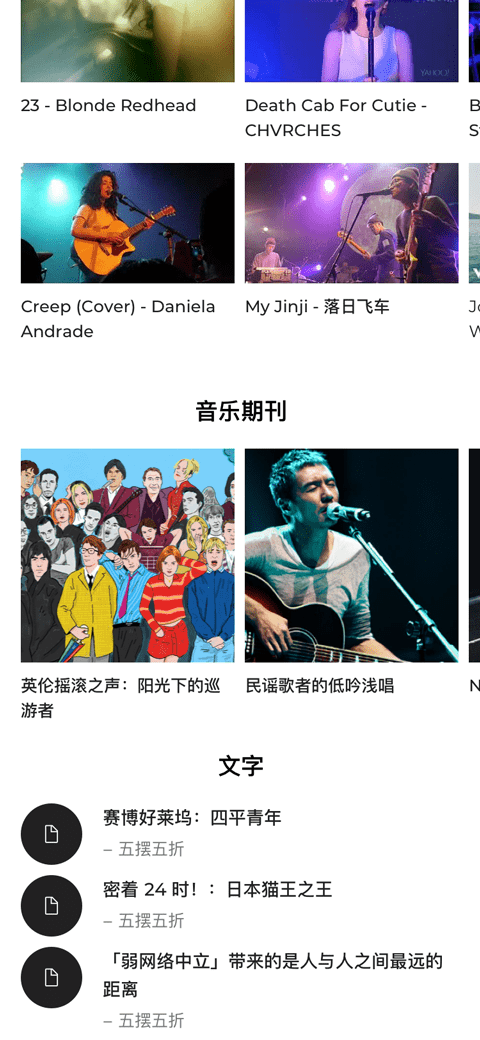 YAHOO!
23 - Blonde Redhead
Death Cab For Cutie -
CHVRCHES
Creep (Cover) - Daniela
Andrade
My Jinji - 落日飞车
音乐期刊
英伦摇滚之声：阳光下的巡
游者
民谣歌者的低吟浅唱
文字
赛博好莱坞：四平青年
– 五摆五折
密着 24 时！：日本猫王之王
– 五摆五折
「弱网络中立」带来的是人与人之间最远的
距离
– 五摆五折